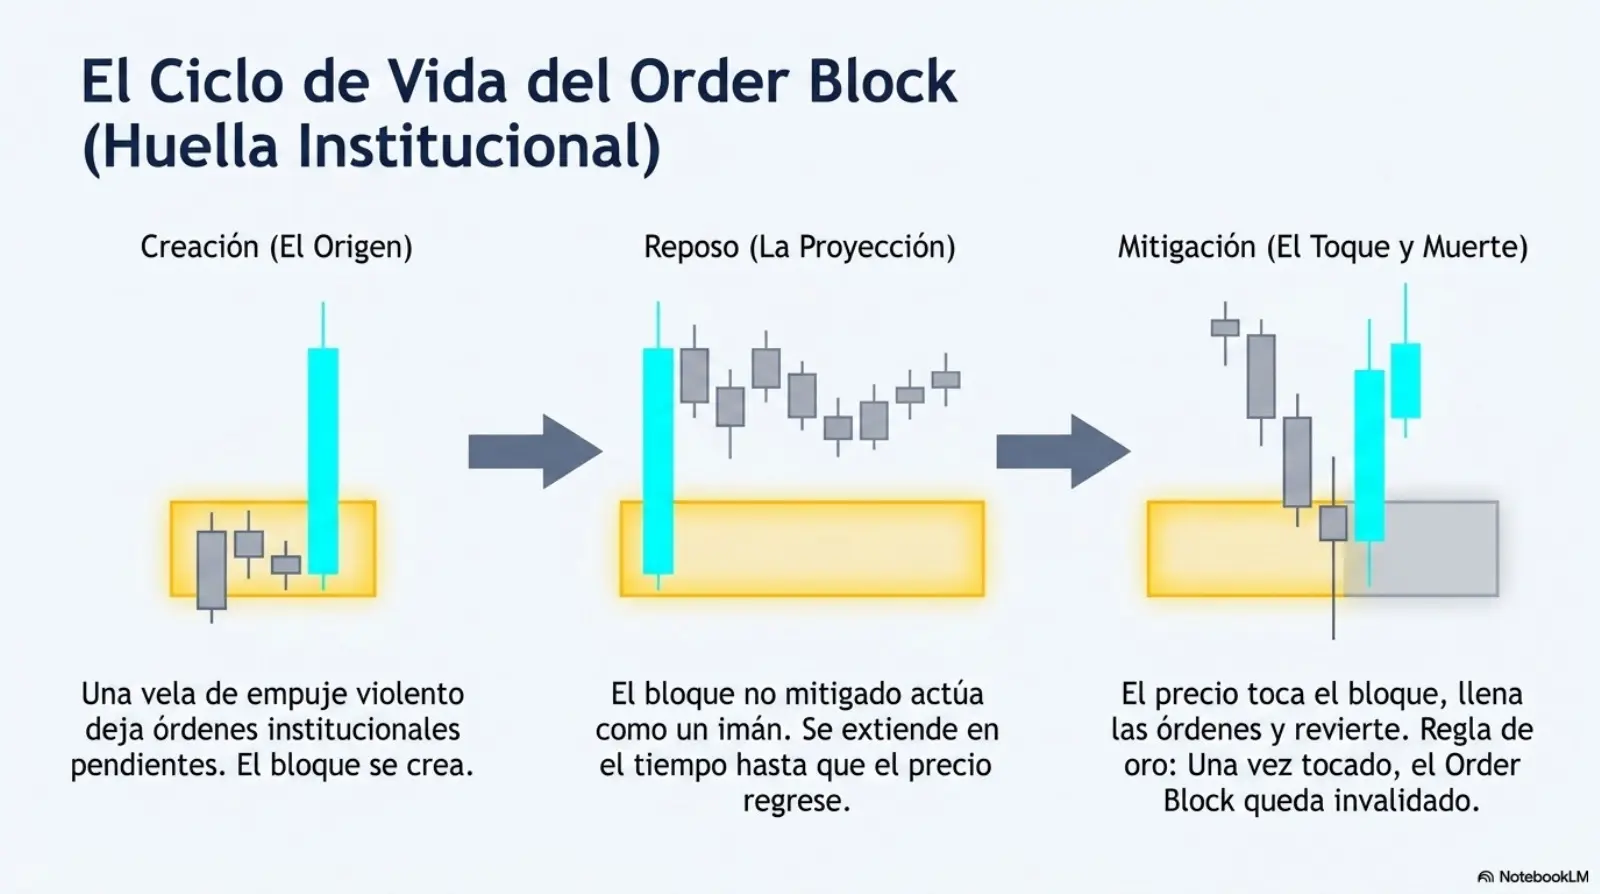 El Ciclo de Vida del Order Block
(Huella Institucional)
Creación (El Origen)
Una vela de empuje violento
deja órdenes institucionales
pendientes. El bloque se crea.
Reposo (La Proyección)
El bloque no mitigado actúa
como un imán. Se extiende en
el tiempo hasta que el precio
regrese.
Mitigación (El Toque y Muerte)
El precio toca el bloque, llena
las órdenes y revierte. Regla de
oro: Una vez tocado, el Order
Block queda invalidado.
NotebookLM